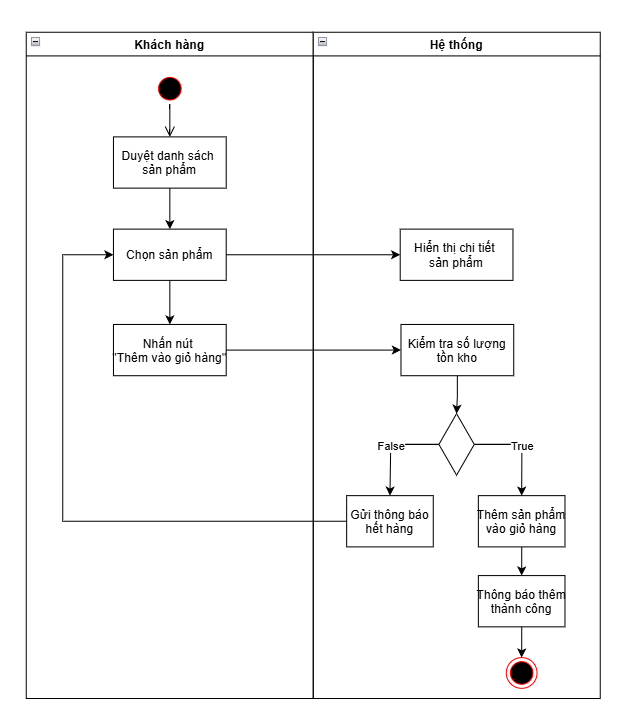 Khách hàng
Hệ thống
Duyệt danh sách
sản phẩm
Chọn sản phẩm
Hiển thị chi tiết
sản phẩm
Nhấn nút
"Thêm vào giỏ hàng"
Kiểm tra số lượng
tồn kho
False
True
Gửi thông báo
hết hàng
Thêm sản phẩm
vào giỏ hàng
Thông báo thêm
thành công